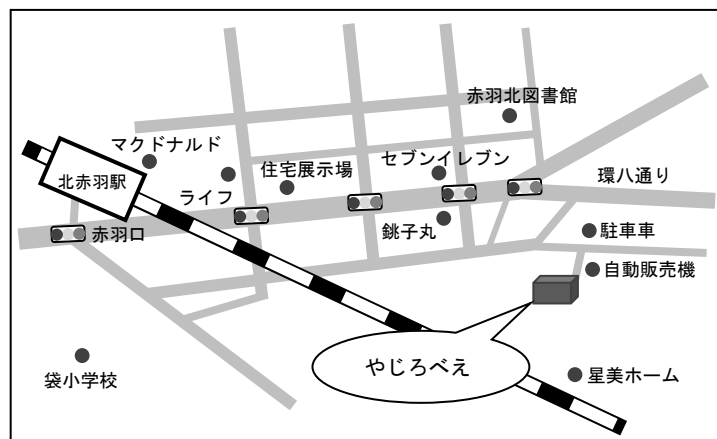 赤羽北図書館
マクドナルド
セブンイレブン
住宅展示場
北赤羽駅
ライフ
環八通り
赤羽口
銚子丸
駐車車
自動販売機
やじろべえ
星美ホーム
袋小学校